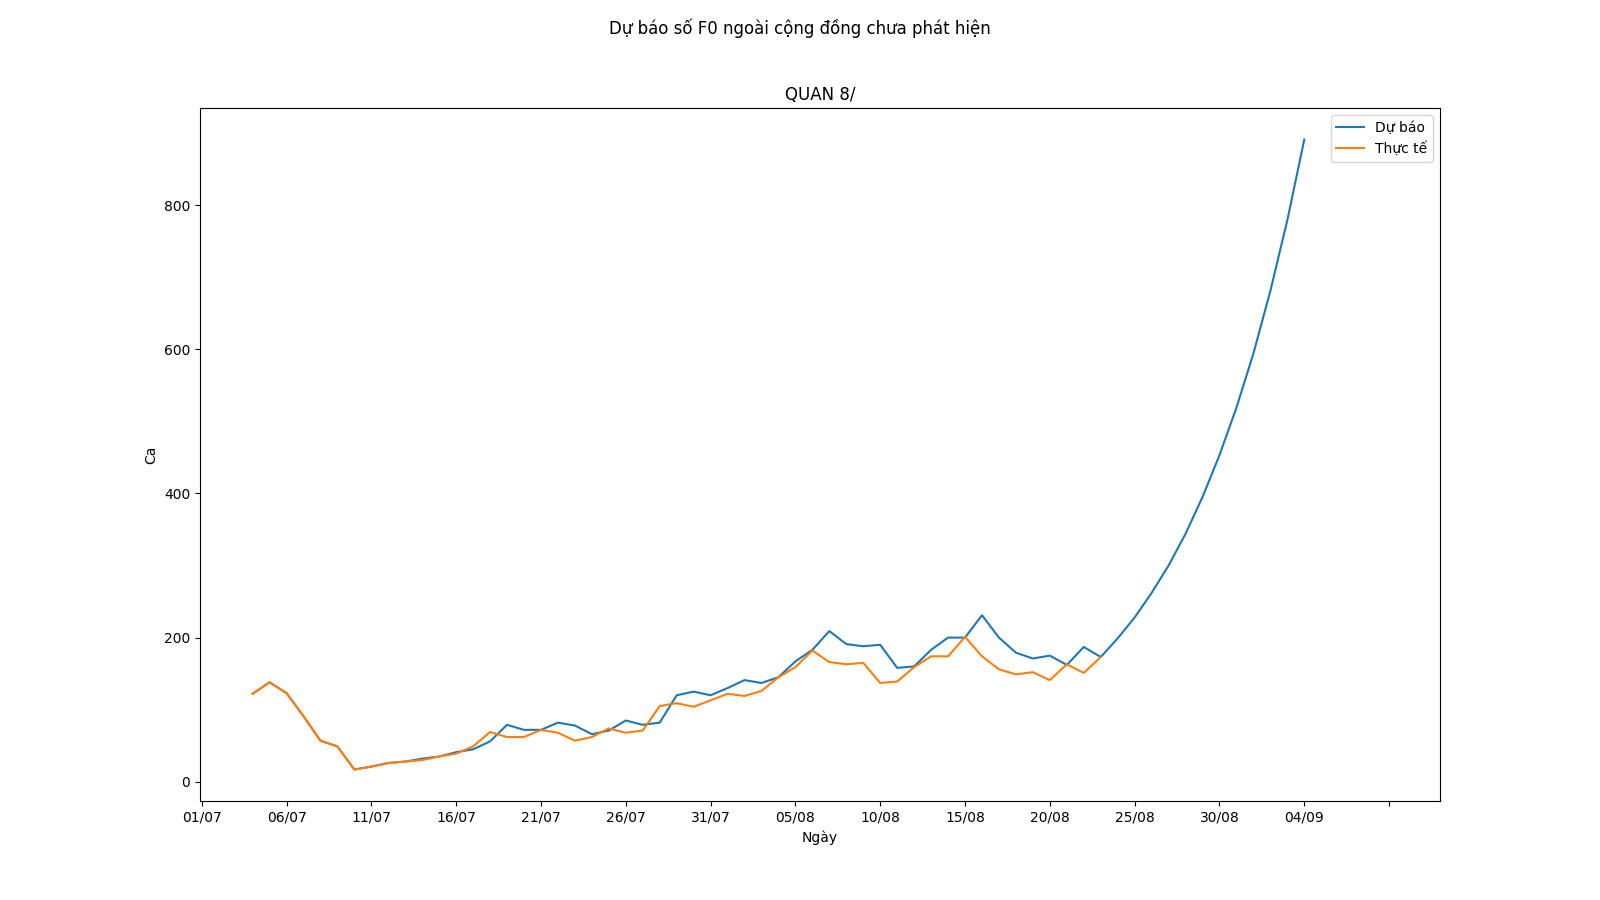 Dự báo số F0 ngoài cộng đồng chưa phát hiện
QUAN 8/
Dự báo
Thực tế
800
600
400
200
0
Ca
01/07 06/07 11/07 16/07 21/07 26/07 31/07 05/08 10/08 15/08 20/08 25/08 30/08 04/09
Ngày